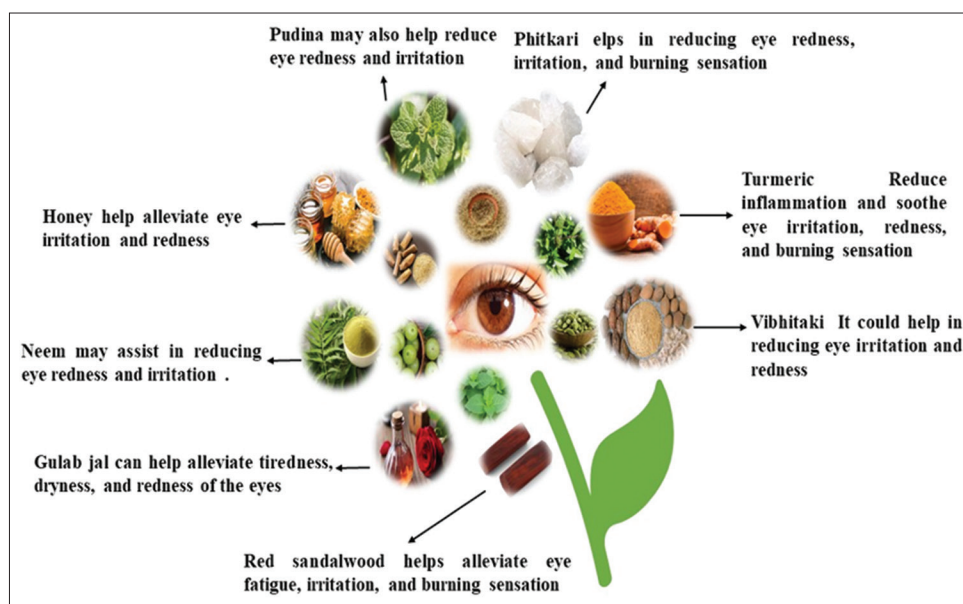 Pudina may also help reduce
eye redness and irritation
Phitkari elps in reducing eye redness,
irritation, and burning sensation
Honey help alleviate eye
irritation and redness
Turmeric Reduce
inflammation and soothe
eye irritation, redness,
and burning sensation
Neem may assist in reducing
eye redness and irritation .
Vibhitaki It could help in
reducing eye irritation and
redness
Gulab jal can help alleviate tiredness,
dryness, and redness of the eyes
Red sandalwood helps alleviate eye
fatigue, irritation, and burning sensation